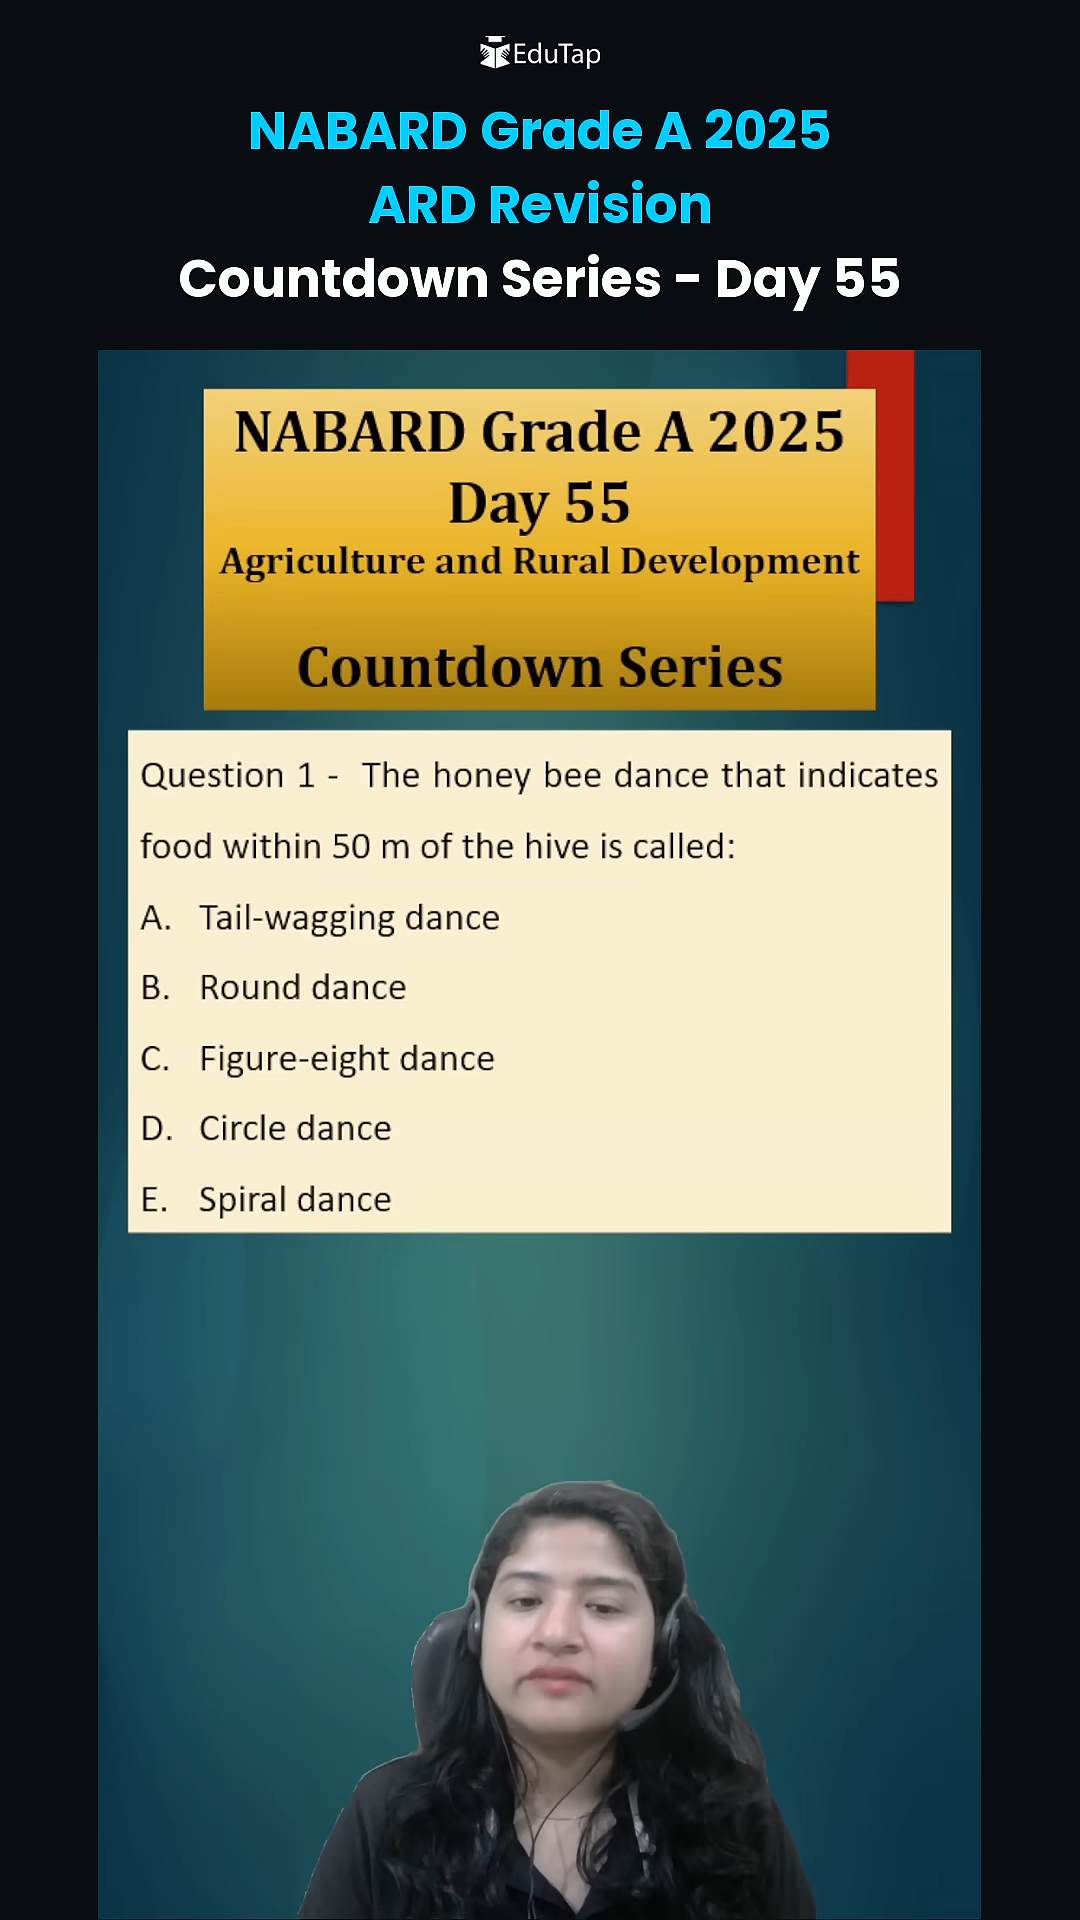 EduTap
NABARD Grade A 2025
ARD Revision
Countdown Series - Day 55
NABARD Grade A 2025
Day 55
Agriculture and Rural Development
Countdown Series
Question 1 - The honey bee dance that indicates
food within 50 m of the hive is called:
A. Tail-wagging dance
B. Round dance
C. Figure-eight dance
D. Circle dance
E. Spiral dance